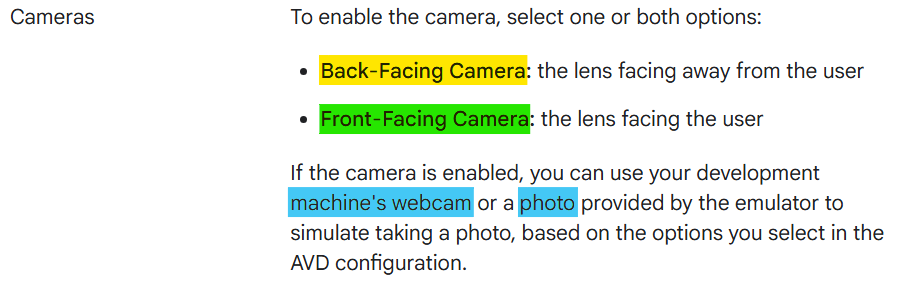 Cameras
To enable the camera, select one or both options:
• Back-Facing Camera: the lens facing away from the user
• Front-Facing Camera: the lens facing the user
If the camera is enabled, you can use your development
machine's webcam or a photo provided by the emulator to
simulate taking a photo, based on the options you select in the
AVD configuration.